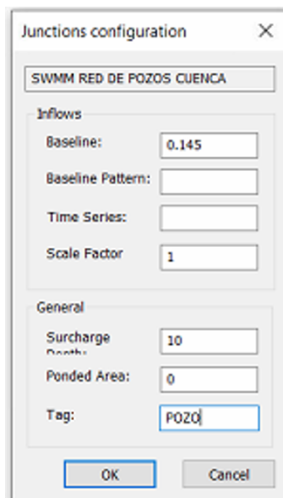 Junctions configuration
SWMM RED DE POZOS CUENCA
Inflows
Baseline: 0.145
Baseline Pattern:
Time Series:
Scale Factor 1
General
Surcharge 10
Depth:
Ponded Area: 0
Tag: POZO
OK Cancel